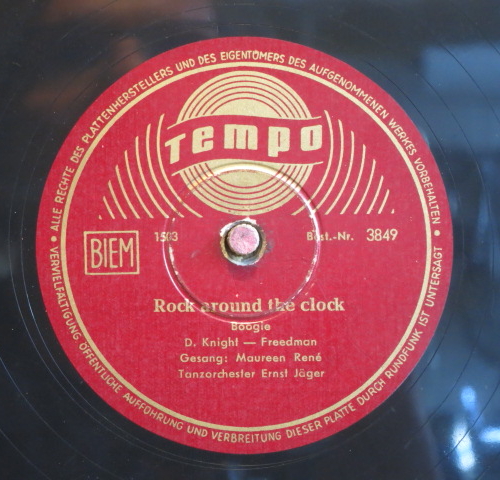 • ALLE RECHTE DES PLATTENHERSTELLERS UND DES EIGENTÜMERS DES AUFGENOMMENEN WERKES VORBEHALTEN •
Tempo
BIEM
1503
Best.-Nr. 3849
Rock around the clock
Boogie
D. Knight — Freedman
Gesang: Maureen René
Tanzorchester Ernst Jäger
VERVIELFÄLTIGUNG ÖFFENTLICHE AUFFÜHRUNG UND VERBREITUNG DIESER PLATTE DURCH RUNDFUNK IST UNTERSAGT